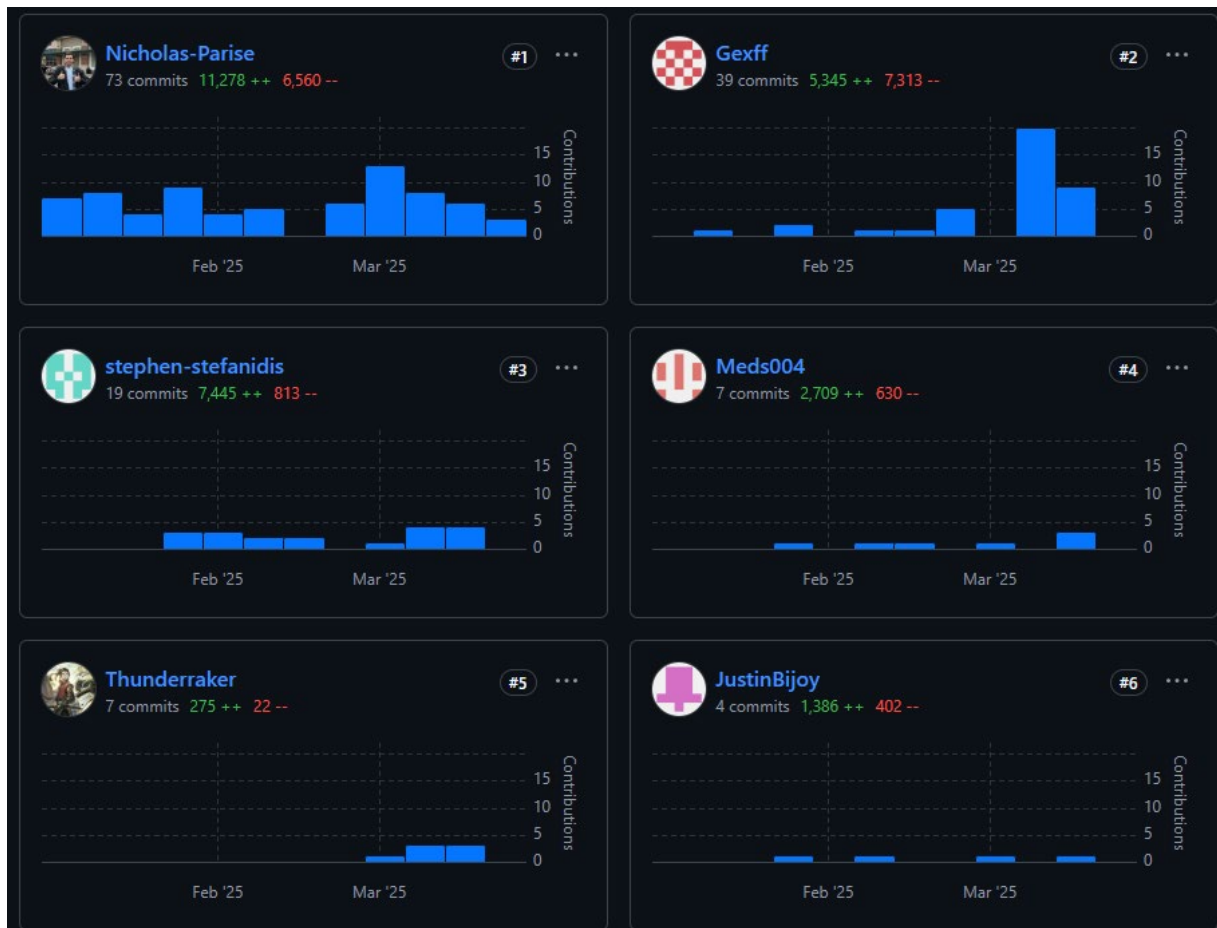 Nicholas-Parise
#1
73 commits 11,278 ++ 6,560 --
15
10
5
0
Contributions
Feb '25 Mar '25
Gexff
#2
39 commits 5,345 ++ 7,313 --
15
10
5
0
Contributions
Feb '25 Mar '25
stephen-stefanidis
#3
19 commits 7,445 ++ 813 --
15
10
5
0
Contributions
Feb '25 Mar '25
Meds004
#4
7 commits 2,709 ++ 630 --
15
10
5
0
Contributions
Feb '25 Mar '25
Thunderraker
#5
7 commits 275 ++ 22 --
15
10
5
0
Contributions
Feb '25 Mar '25
JustinBijoy
#6
4 commits 1,386 ++ 402 --
15
10
5
0
Contributions
Feb '25 Mar '25